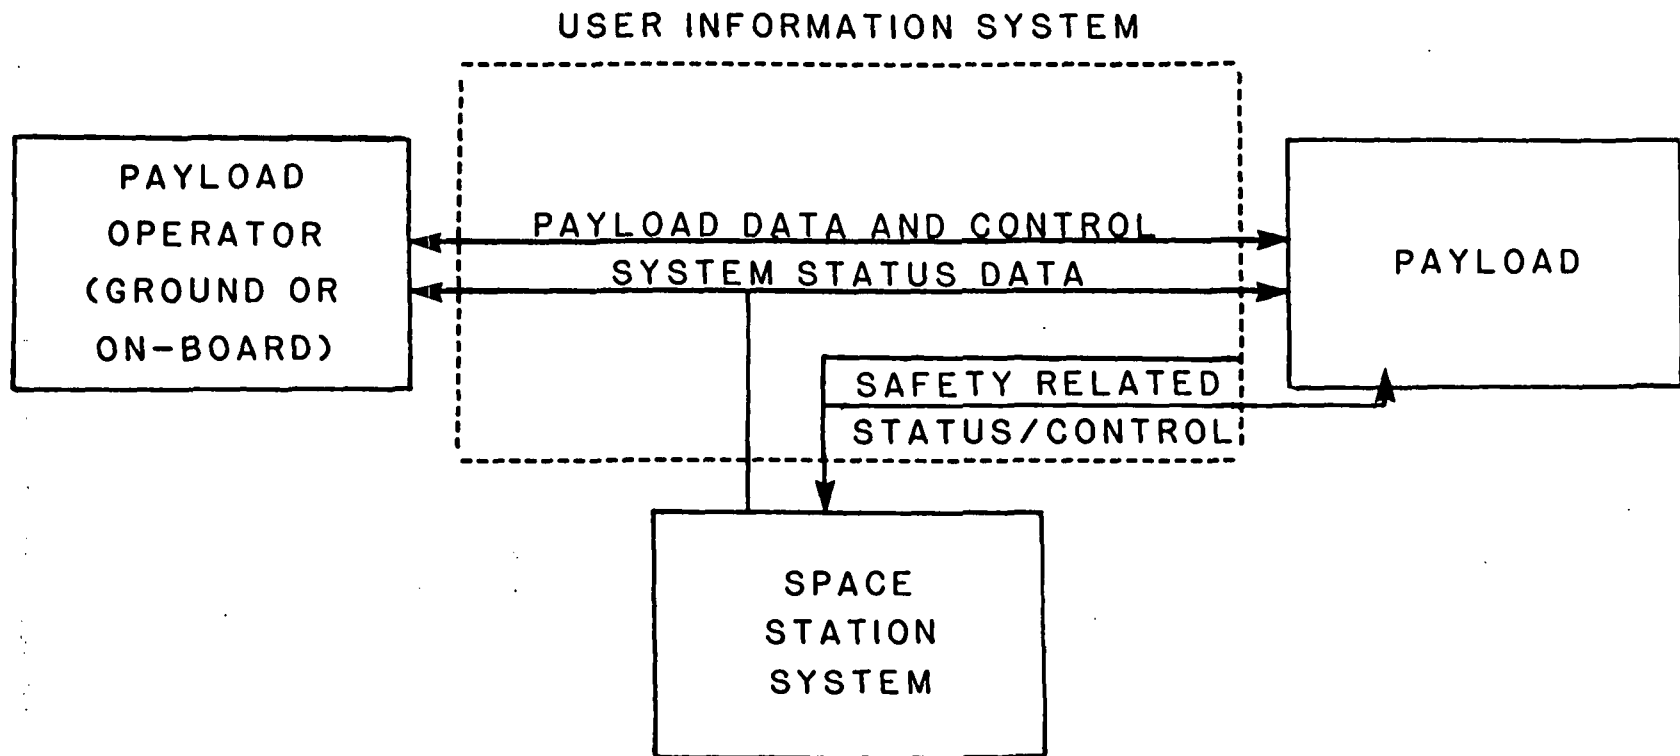 USER INFORMATION SYSTEM
PAYLOAD
OPERATOR
(GROUND OR
ON-BOARD)
PAYLOAD DATA AND CONTROL
SYSTEM STATUS DATA
PAYLOAD
SAFETY RELATED
STATUS/CONTROL
SPACE
STATION
SYSTEM